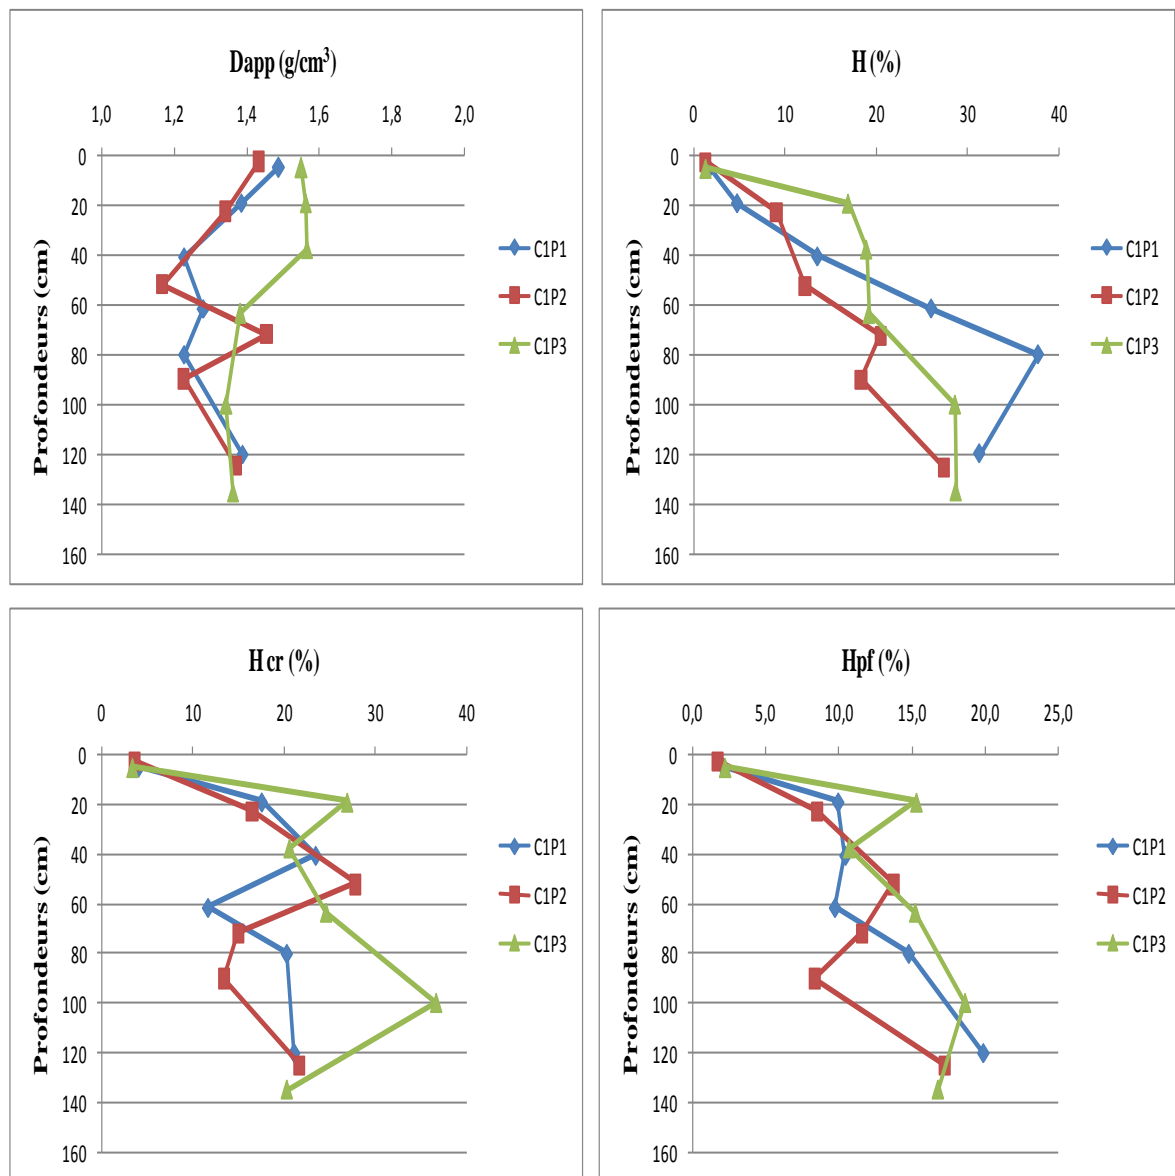 Dapp (g/cm³)
1,0 1,2 1,4 1,6 1,8 2,0
0
20
40
60
80
100
120
140
160
Profondeurs (cm)
C1P1
C1P2
C1P3
H (%)
0 10 20 30 40
0
20
40
60
80
100
120
140
160
Profondeurs (cm)
C1P1
C1P2
C1P3
H cr (%)
0 10 20 30 40
0
20
40
60
80
100
120
140
160
Profondeurs (cm)
C1P1
C1P2
C1P3
Hpf (%)
0,0 5,0 10,0 15,0 20,0 25,0
0
20
40
60
80
100
120
140
160
Profondeurs (cm)
C1P1
C1P2
C1P3